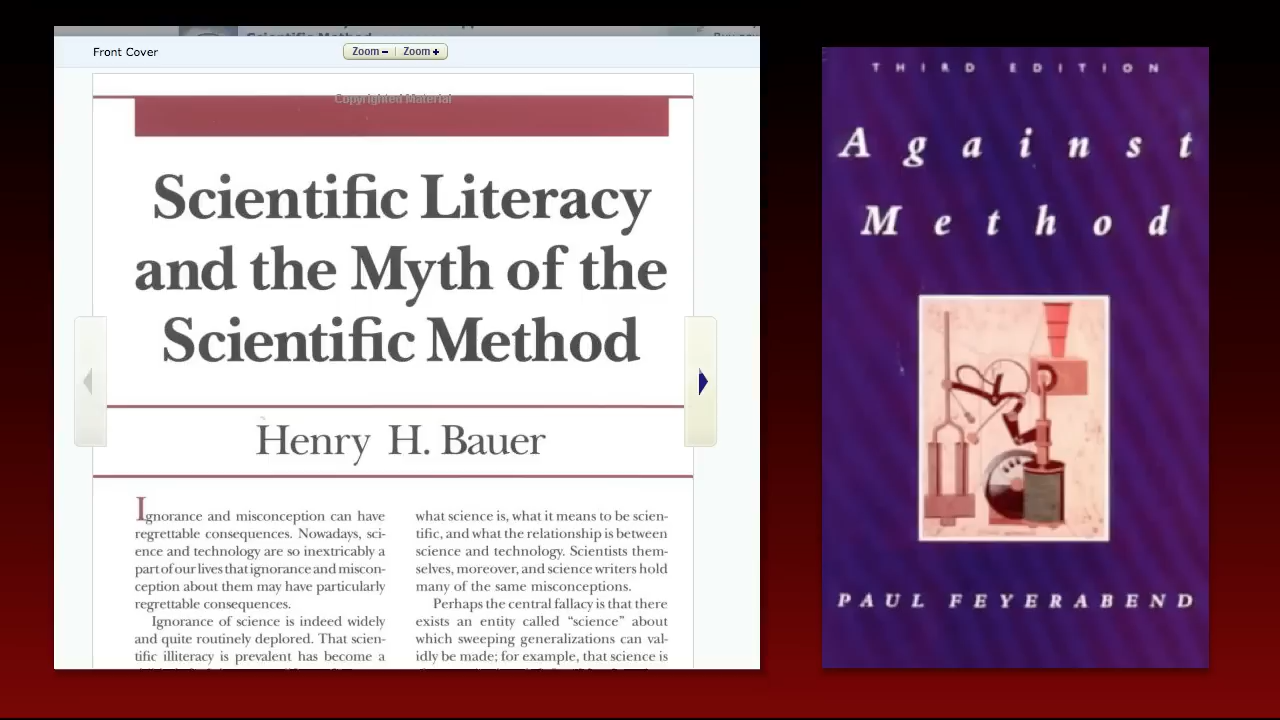 Front Cover
Zoom – | Zoom +
Copyrighted Material
Scientific Literacy
and the Myth of the
Scientific Method
Henry H. Bauer
Ignorance and misconception can have
regrettable consequences. Nowadays, sci-
ence and technology are so inextricably a
part of our lives that ignorance and miscon-
ception about them may have particularly
regrettable consequences.
Ignorance of science is indeed widely
and quite routinely deplored. That scien-
tific illiteracy is prevalent has become a
what science is, what it means to be scien-
tific, and what the relationship is between
science and technology. Scientists them-
selves, moreover, and science writers hold
many of the same misconceptions.
Perhaps the central fallacy is that there
exists an entity called “science” about
which sweeping generalizations can val-
idly be made; for example, that science is
THIRD EDITION
Against
Method
PAUL FEYERABEND